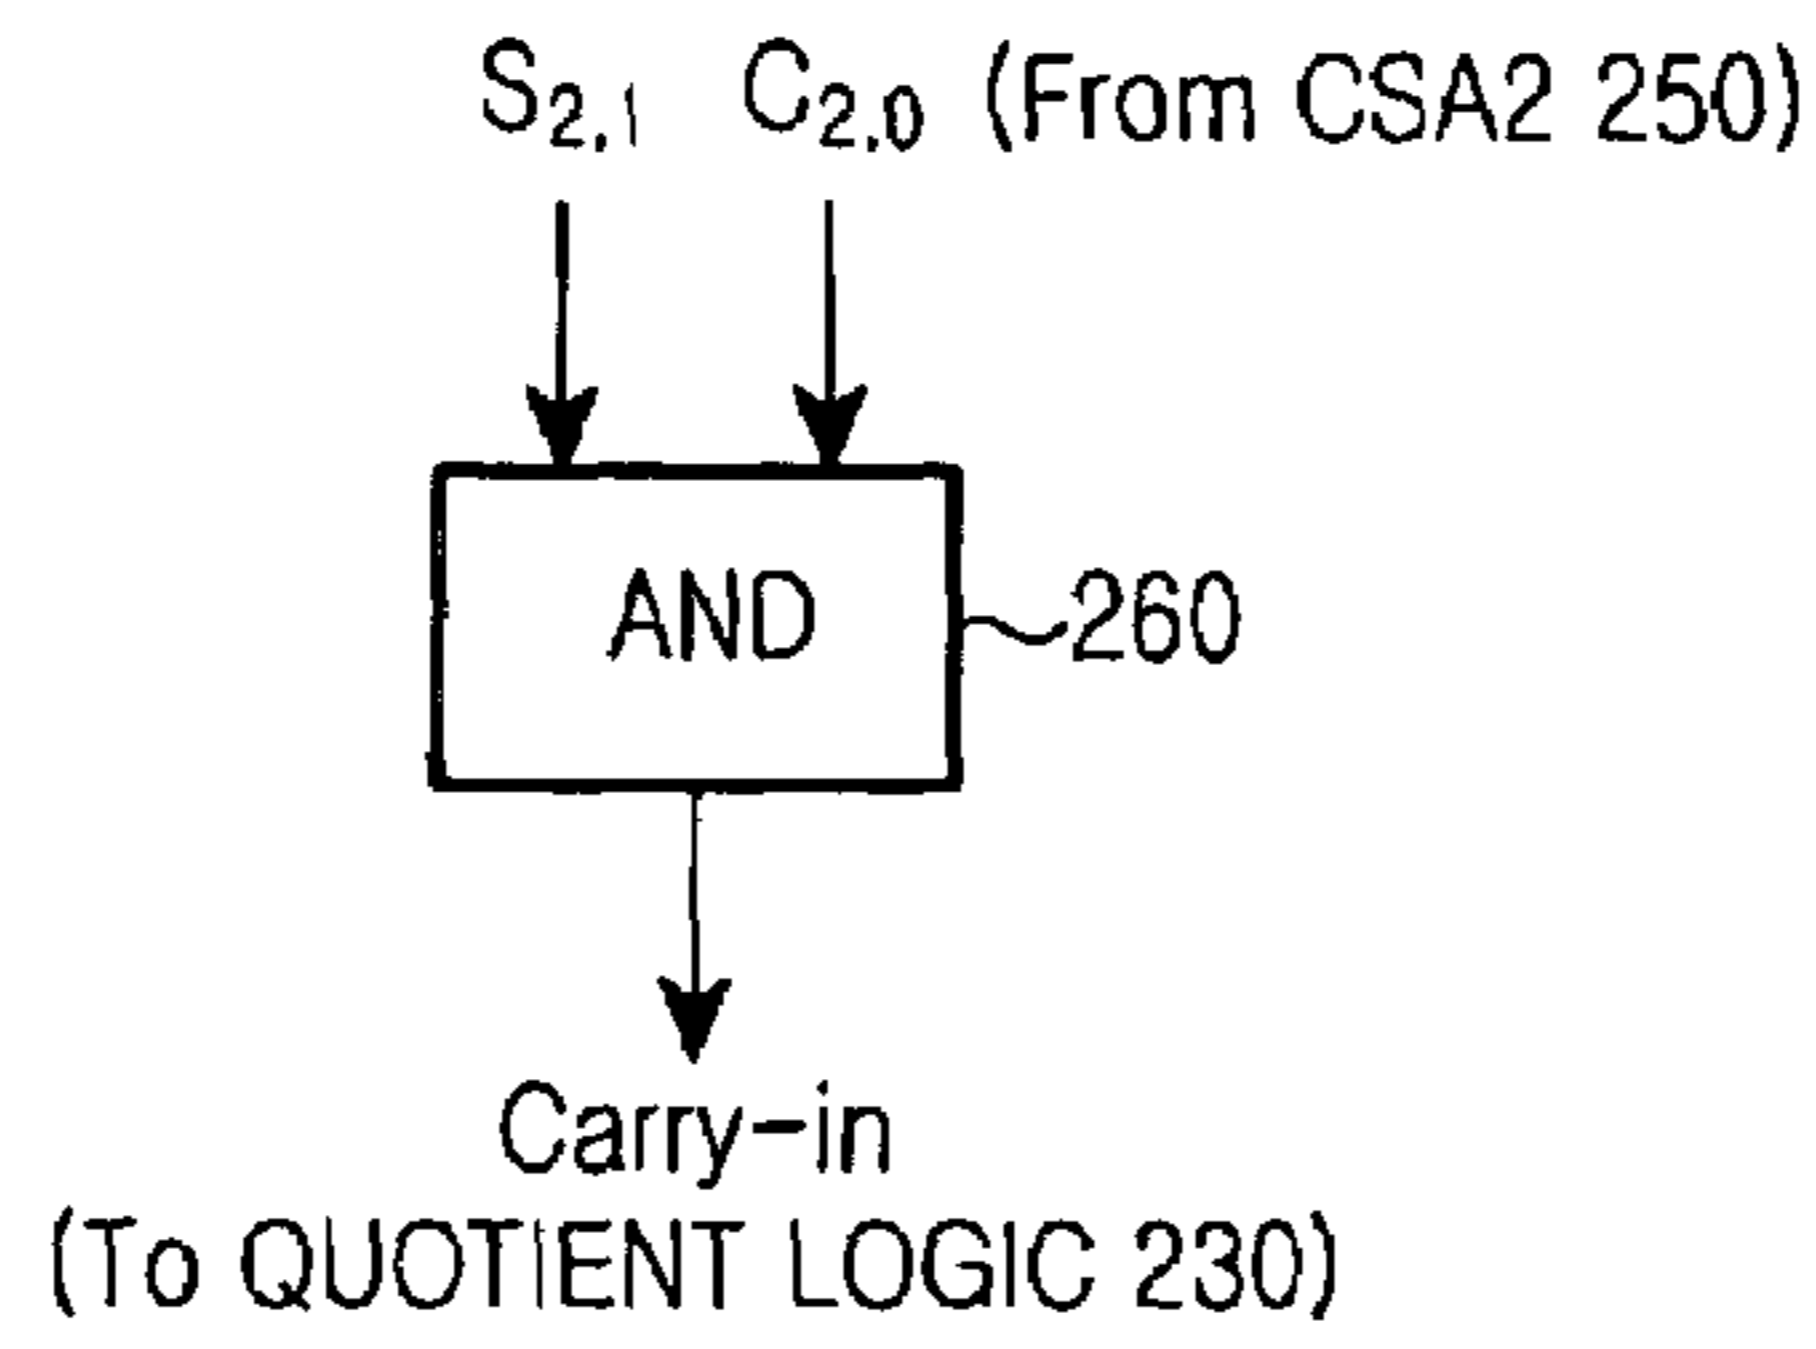 S2,1 C2,0 (From CSA2 250)
AND
260
Carry-in
(To QUOTIENT LOGIC 230)